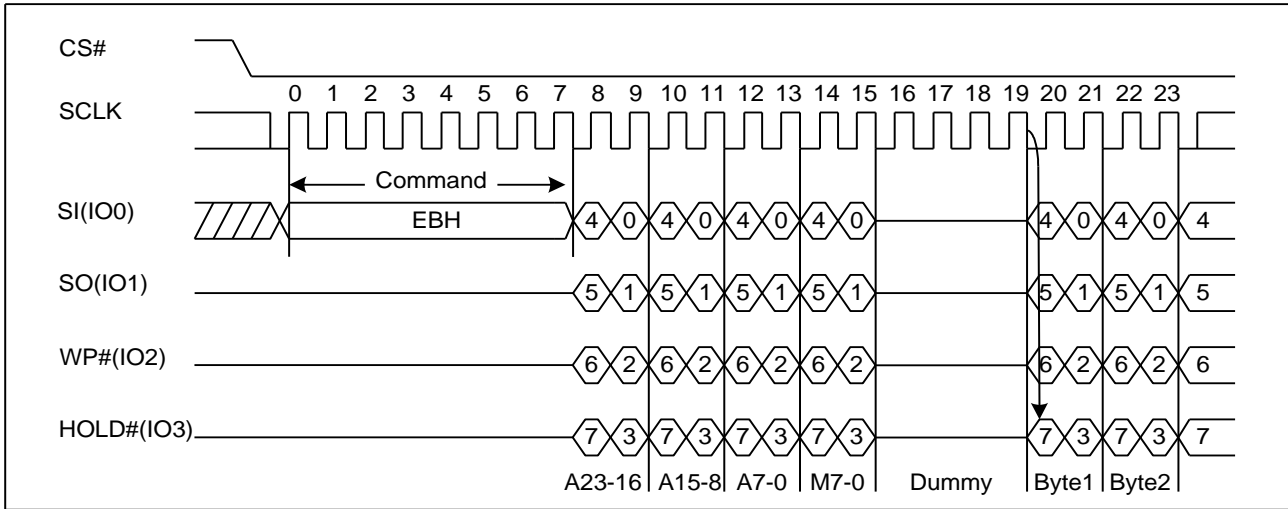 CS#
0 1 2 3 4 5 6 7 8 9 10 11 12 13 14 15 16 17 18 19 20 21 22 23
SCLK
Command
SI(IO0) EBH 4 0 4 0 4 0 4 0 4 0 4 0 4
SO(IO1) 5 1 5 1 5 1 5 1 5 1 5 1 5
WP#(IO2) 6 2 6 2 6 2 6 2 6 2 6 2 6
HOLD#(IO3) 7 3 7 3 7 3 7 3 7 3 7 3 7
A23-16 A15-8 A7-0 M7-0 Dummy Byte1 Byte2